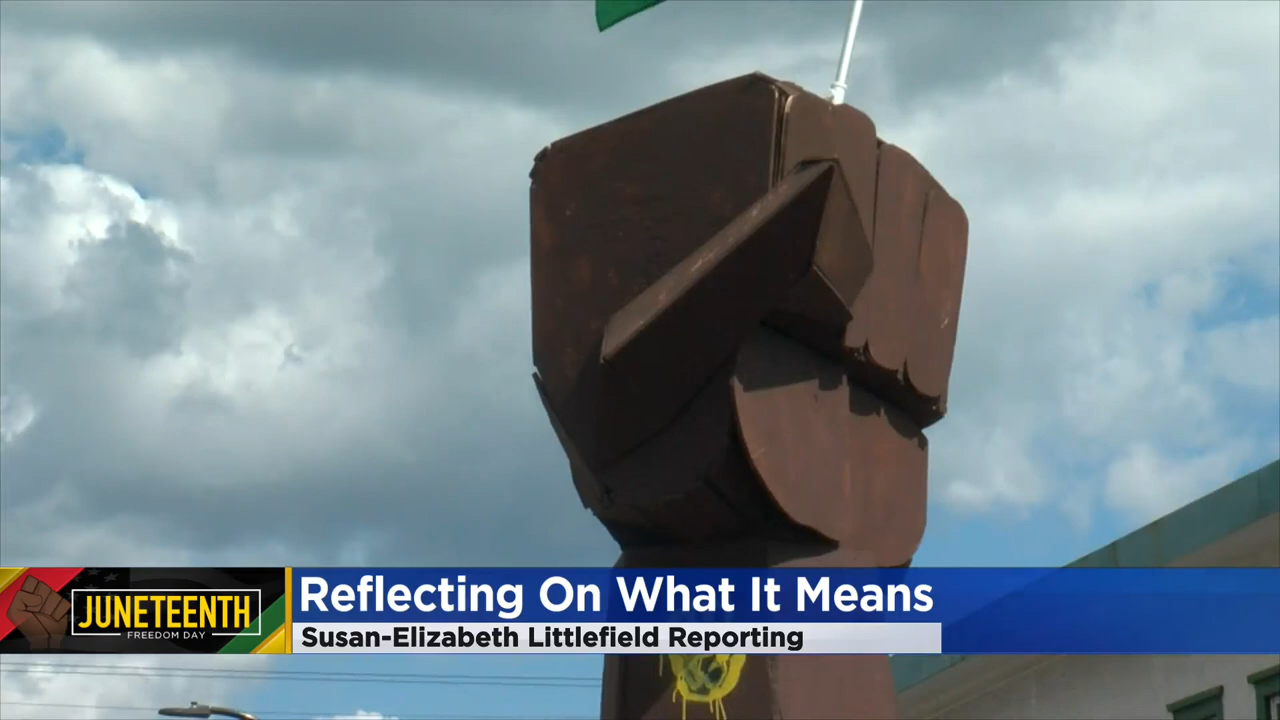 JUNETEENTH
FREEDOM DAY
Reflecting On What It Means
Susan-Elizabeth Littlefield Reporting